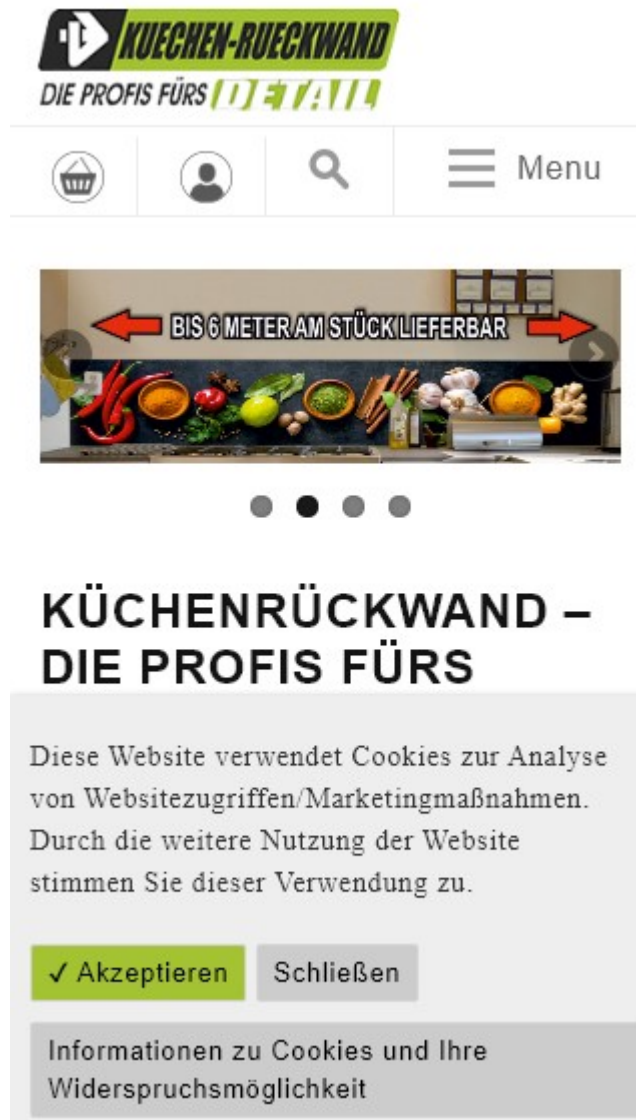 KUECHEN-RUECKWAND
DIE PROFIS FÜRS DETAIL
Menu
BIS 6 METER AM STÜCK LIEFERBAR
KÜCHENRÜCKWAND –
DIE PROFIS FÜRS
Diese Website verwendet Cookies zur Analyse
von Websitezugriffen/Marketingmaßnahmen.
Durch die weitere Nutzung der Website
stimmen Sie dieser Verwendung zu.
✓ Akzeptieren Schließen
Informationen zu Cookies und Ihre
Widerspruchsmöglichkeit